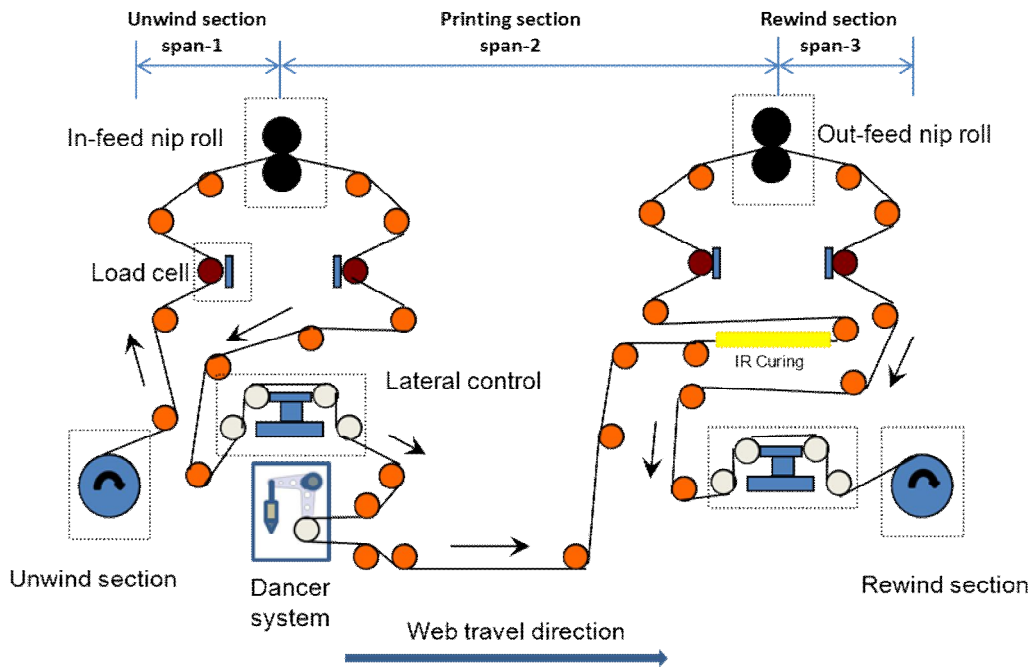 Unwind section
span-1
Printing section
span-2
Rewind section
span-3
In-feed nip roll
Out-feed nip roll
Load cell
IR Curing
Lateral control
Unwind section
Dancer
system
Rewind section
Web travel direction